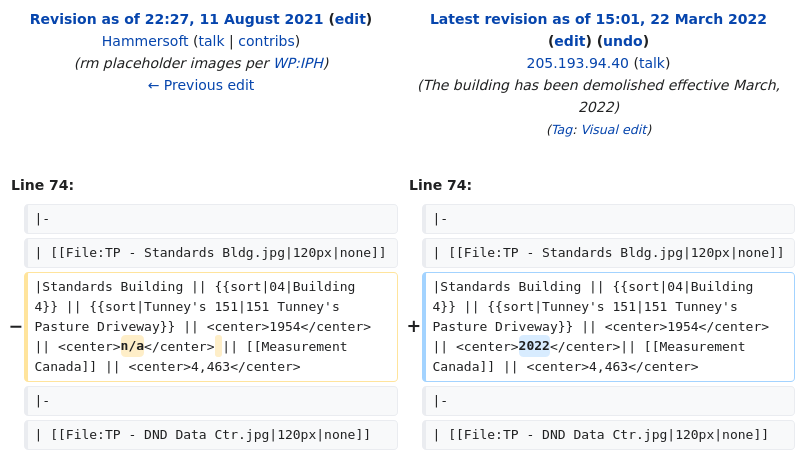 Revision as of 22:27, 11 August 2021 (edit)
Hammersoft (talk | contribs)
(rm placeholder images per WP:IPH)
← Previous edit
Latest revision as of 15:01, 22 March 2022
(edit) (undo)
205.193.94.40 (talk)
(The building has been demolished effective March,
2022)
(Tag: Visual edit)
Line 74:
|-
| [[File:TP - Standards Bldg.jpg|120px|none]]
− |Standards Building || {{sort|04|Building
4}} || {{sort|Tunney's 151|151 Tunney's
Pasture Driveway}} || <center>1954</center>
|| <center>n/a</center> || [[Measurement
Canada]] || <center>4,463</center>
|-
| [[File:TP - DND Data Ctr.jpg|120px|none]]
Line 74:
|-
| [[File:TP - Standards Bldg.jpg|120px|none]]
+ |Standards Building || {{sort|04|Building
4}} || {{sort|Tunney's 151|151 Tunney's
Pasture Driveway}} || <center>1954</center>
|| <center>2022</center>|| [[Measurement
Canada]] || <center>4,463</center>
|-
| [[File:TP - DND Data Ctr.jpg|120px|none]]